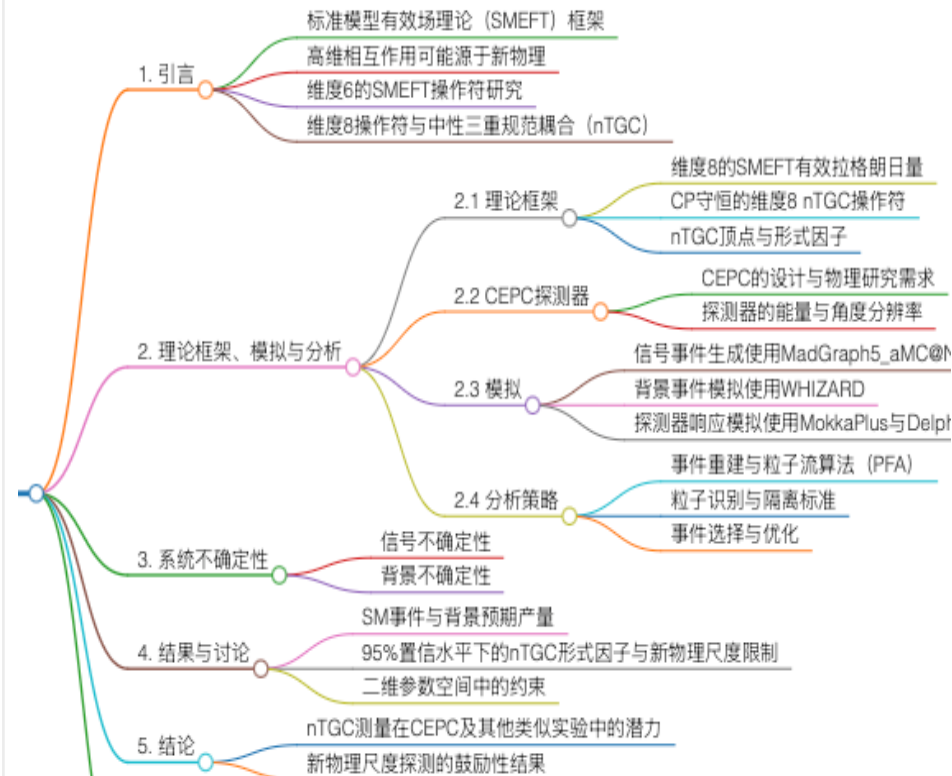 1. 引言
标准模型有效场理论（SMEFT）框架
高维相互作用可能源于新物理
维度6的SMEFT操作符研究
维度8操作符与中性三重规范耦合（nTGC）
2. 理论框架、模拟与分析
2.1 理论框架
维度8的SMEFT有效拉格朗日量
CP守恒的维度8 nTGC操作符
nTGC顶点与形式因子
2.2 CEPC探测器
CEPC的设计与物理研究需求
探测器的能量与角度分辨率
2.3 模拟
信号事件生成使用MadGraph5_aMC@N
背景事件模拟使用WHIZARD
探测器响应模拟使用MokkaPlus与Delph
2.4 分析策略
事件重建与粒子流算法（PFA）
粒子识别与隔离标准
事件选择与优化
3. 系统不确定性
信号不确定性
背景不确定性
4. 结果与讨论
SM事件与背景预期产量
95%置信水平下的nTGC形式因子与新物理尺度限制
二维参数空间中的约束
5. 结论
nTGC测量在CEPC及其他类似实验中的潜力
新物理尺度探测的鼓励性结果